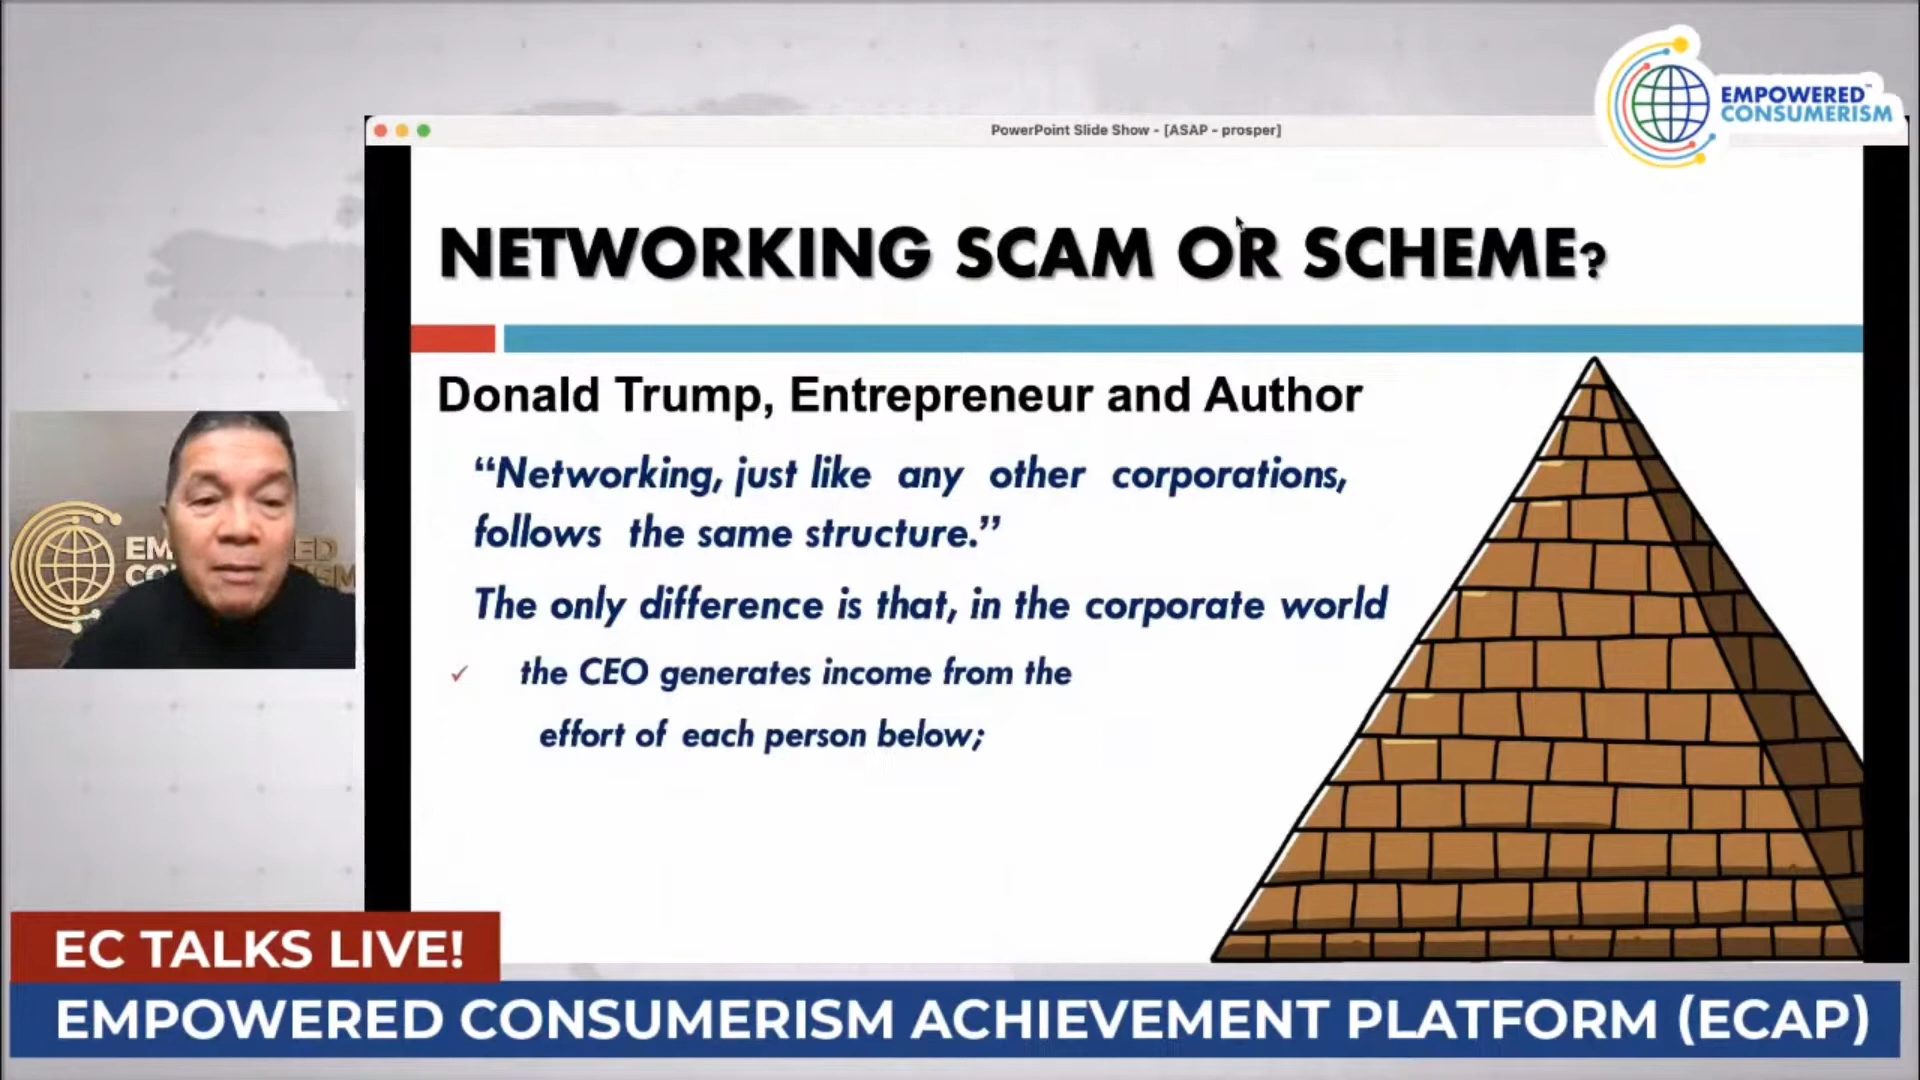 EMPOWERED™
CONSUMERISM
PowerPoint Slide Show - [ASAP - prosper]
NETWORKING SCAM OR SCHEME?
Donald Trump, Entrepreneur and Author
“Networking, just like any other corporations,
follows the same structure.”
The only difference is that, in the corporate world
✓ the CEO generates income from the
effort of each person below;
EC TALKS LIVE!
EMPOWERED CONSUMERISM ACHIEVEMENT PLATFORM (ECAP)